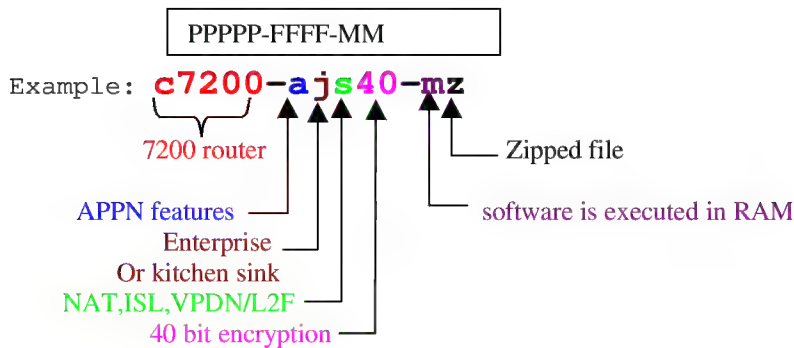 PPPPP-FFFF-MM
Example: c7200-ajs40-mz
7200 router
Zipped file
APPN features
software is executed in RAM
Enterprise
Or kitchen sink
NAT,ISL,VPDN/L2F
40 bit encryption